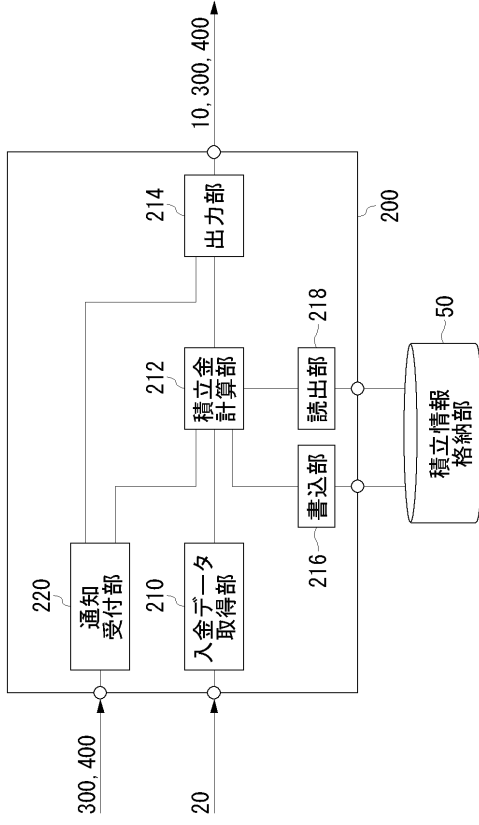 300, 400
20
220
通知
受付部
210
入金データ
取得部
212
積立金
計算部
214
出力部
10, 300, 400
216
書込部
218
読出部
200
50
積立情報
格納部